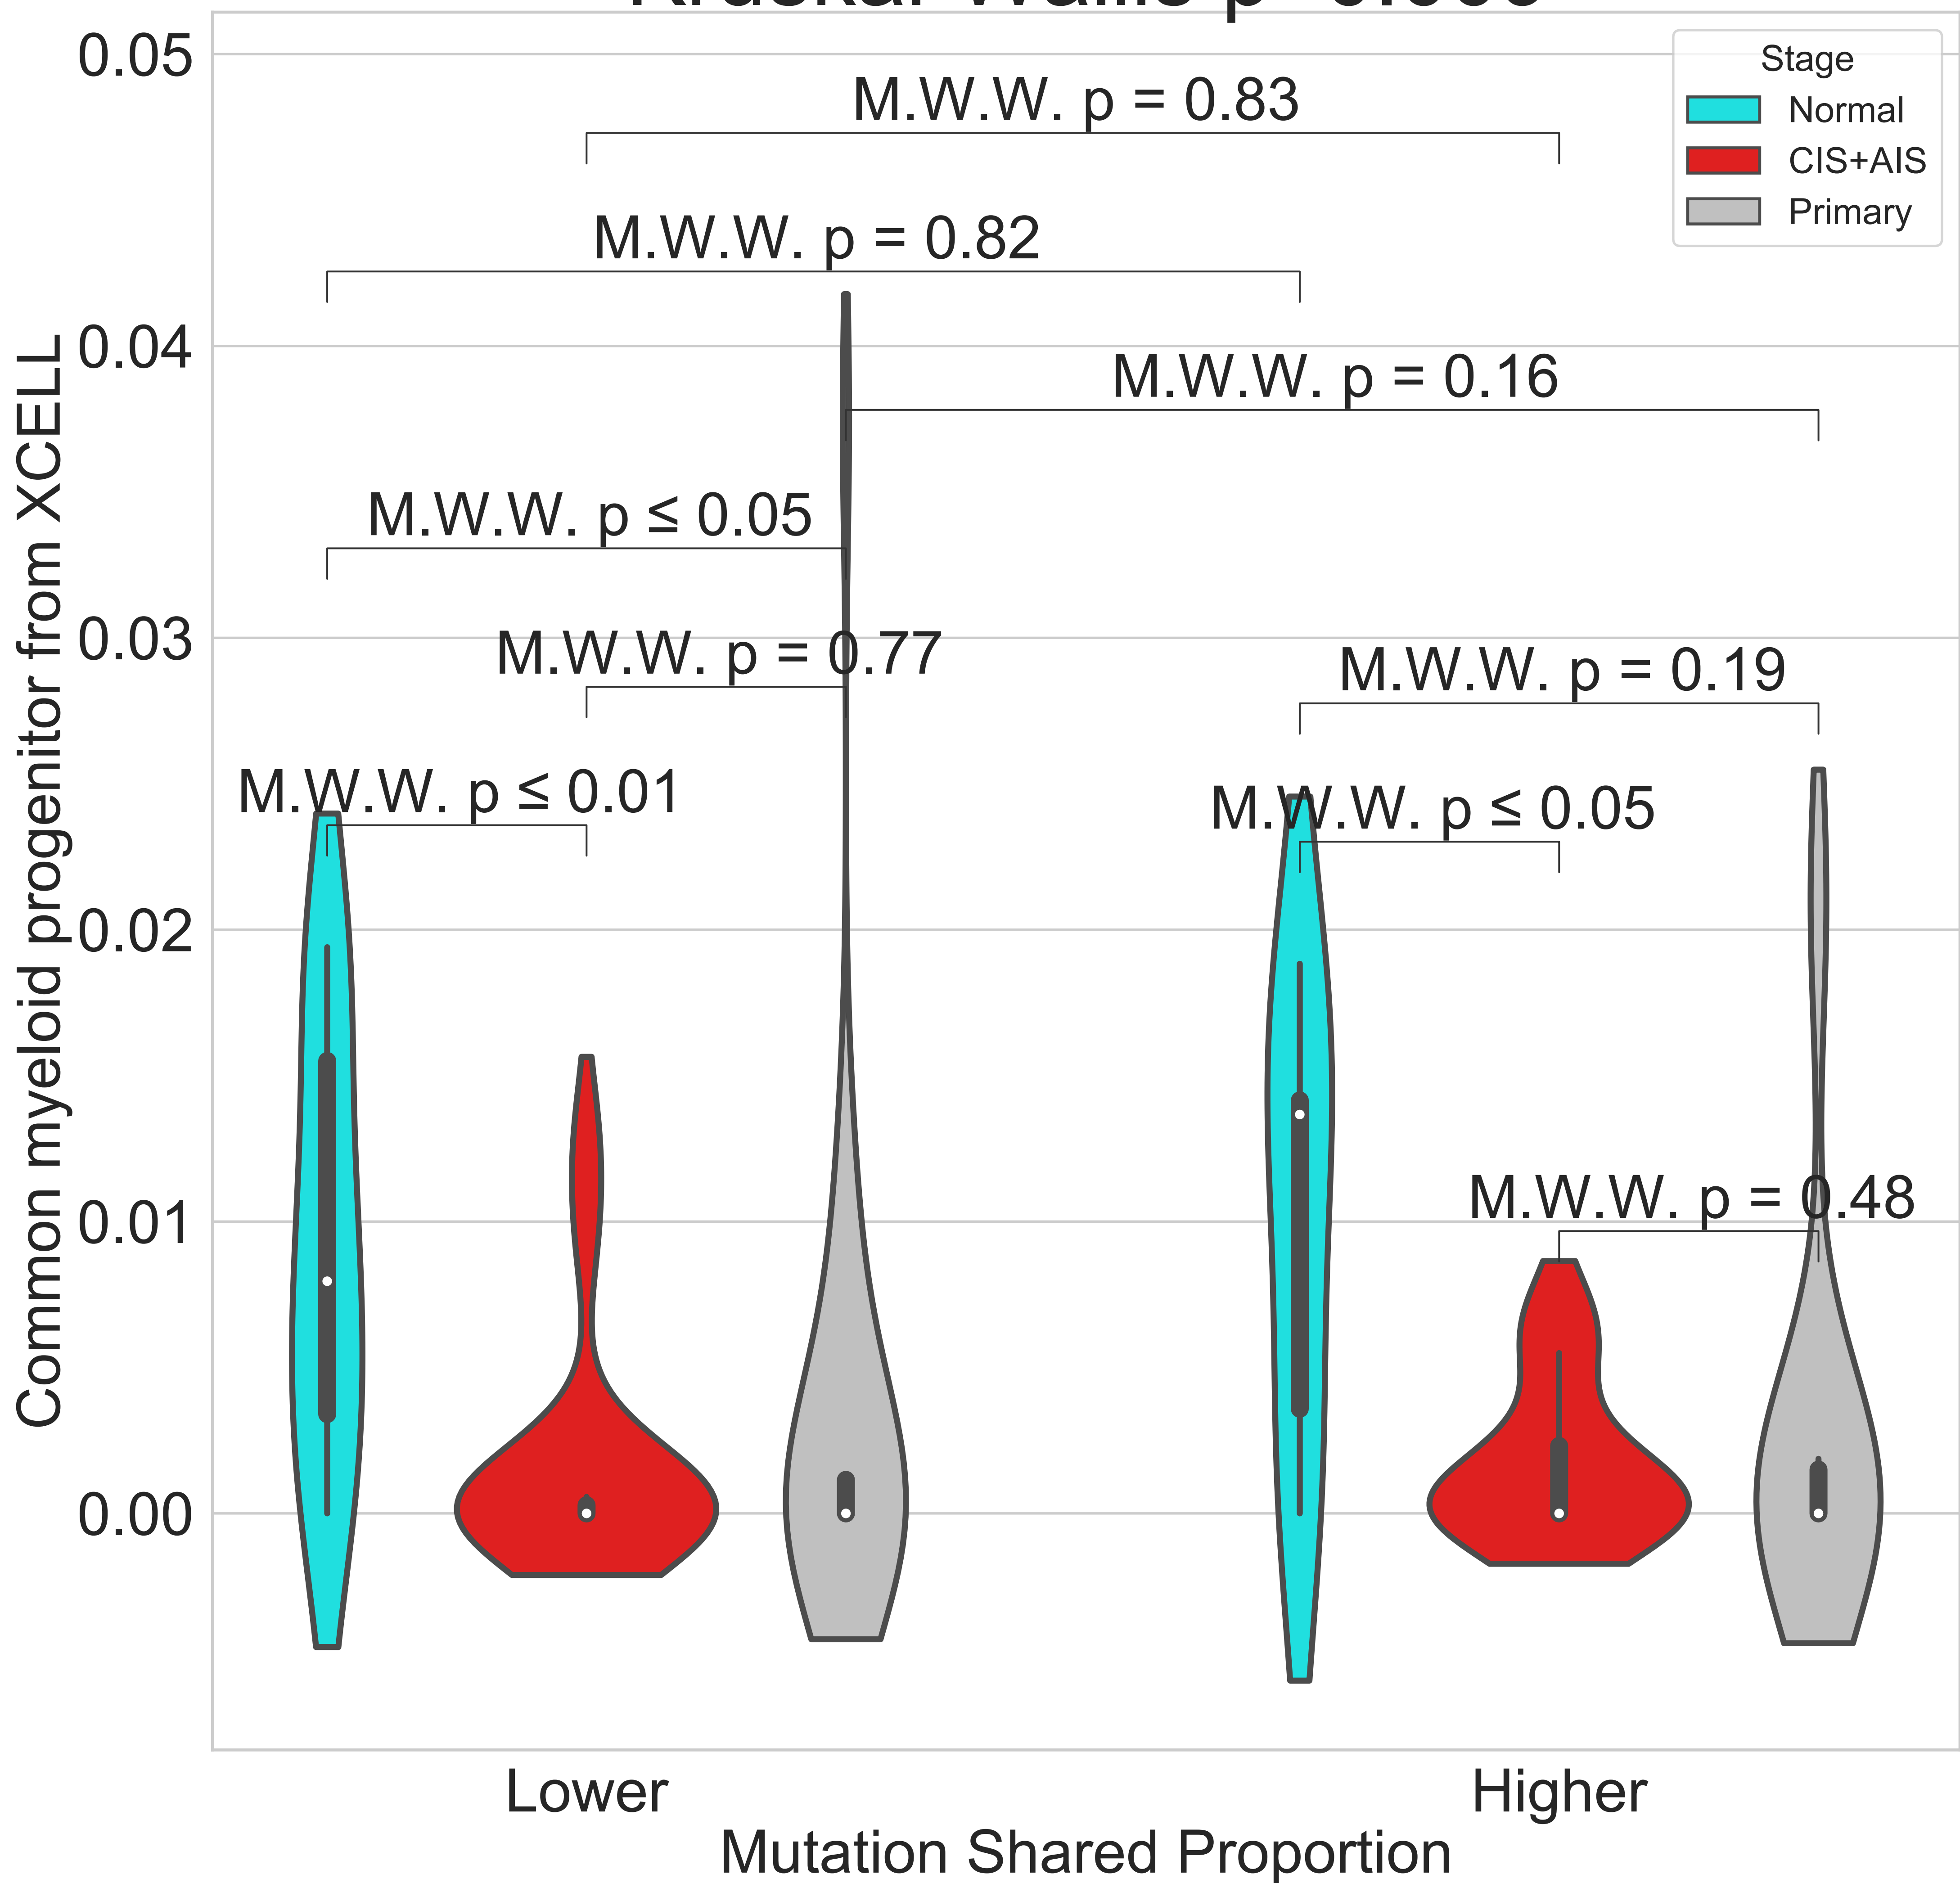 0.05
0.04
0.03
0.02
0.01
0.00
Common myeloid progenitor from XCELL
Stage
Normal
CIS+AIS
Primary
M.W.W. p = 0.83
M.W.W. p = 0.82
M.W.W. p = 0.16
M.W.W. p ≤ 0.05
M.W.W. p = 0.77
M.W.W. p = 0.19
M.W.W. p ≤ 0.01
M.W.W. p ≤ 0.05
M.W.W. p = 0.48
Lower
Higher
Mutation Shared Proportion